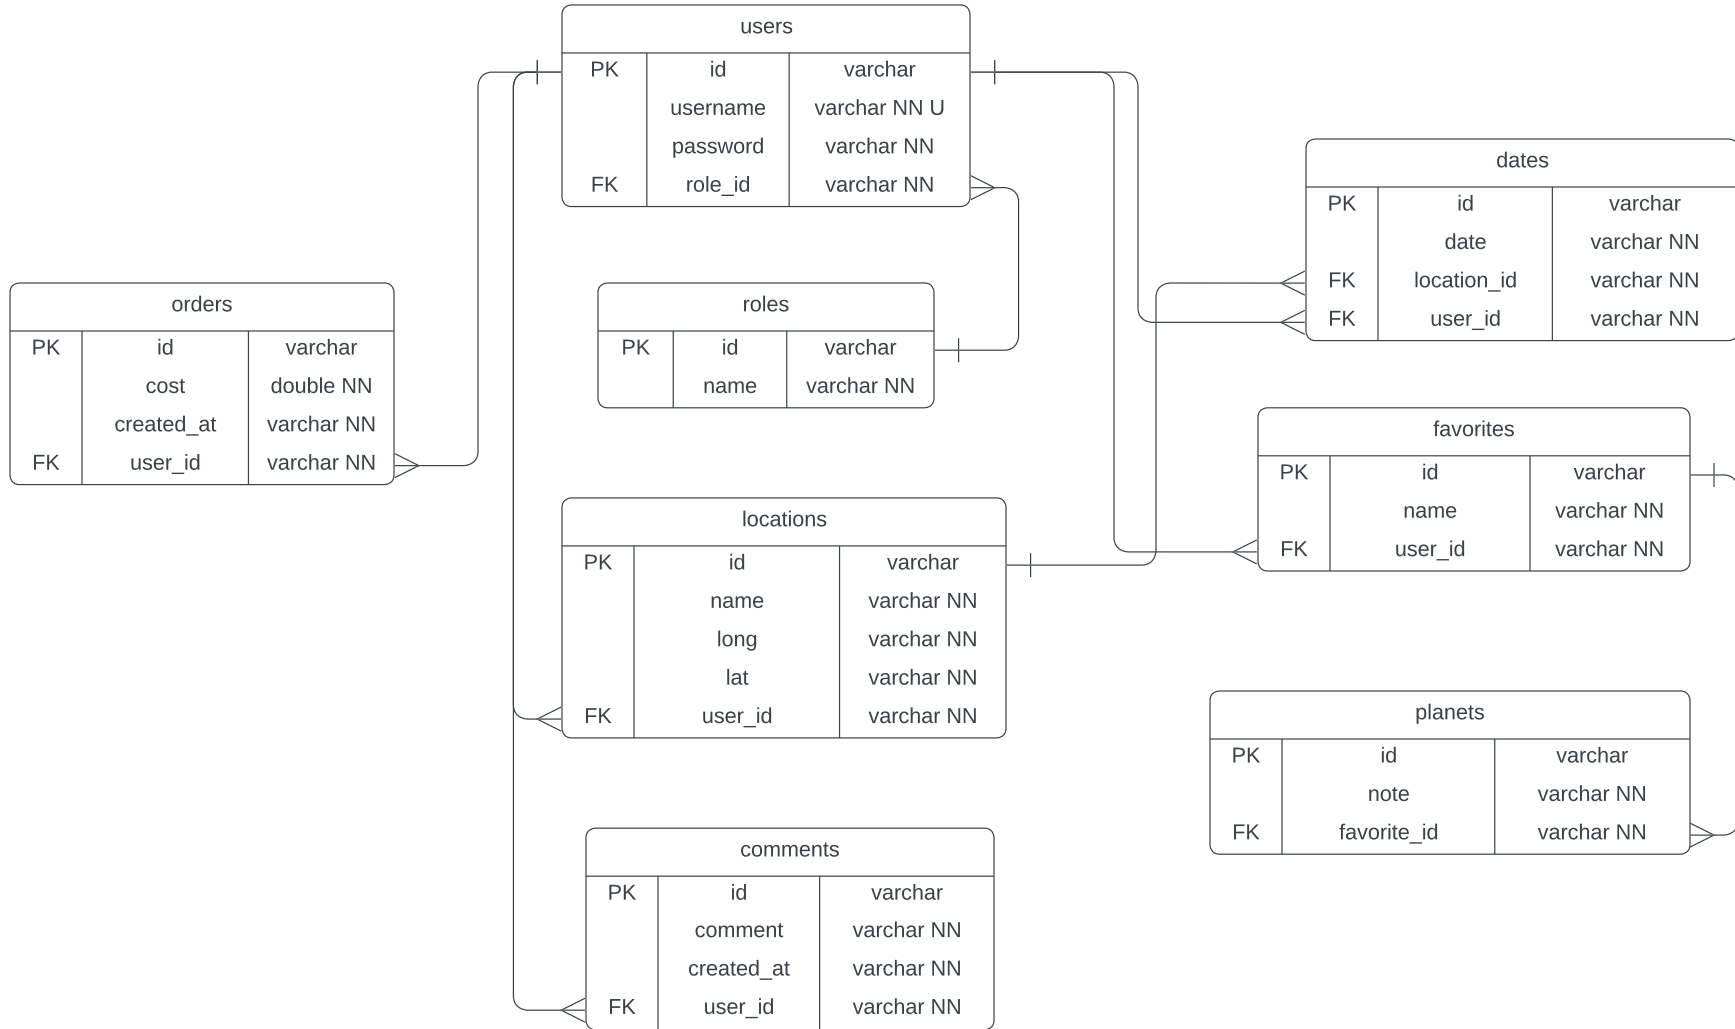 users
PK id varchar
username varchar NN U
password varchar NN
FK role_id varchar NN
dates
PK id varchar
date varchar NN
FK location_id varchar NN
FK user_id varchar NN
orders
PK id varchar
cost double NN
created_at varchar NN
FK user_id varchar NN
roles
PK id varchar
name varchar NN
favorites
PK id varchar
name varchar NN
FK user_id varchar NN
locations
PK id varchar
name varchar NN
long varchar NN
lat varchar NN
FK user_id varchar NN
planets
PK id varchar
note varchar NN
FK favorite_id varchar NN
comments
PK id varchar
comment varchar NN
created_at varchar NN
FK user_id varchar NN